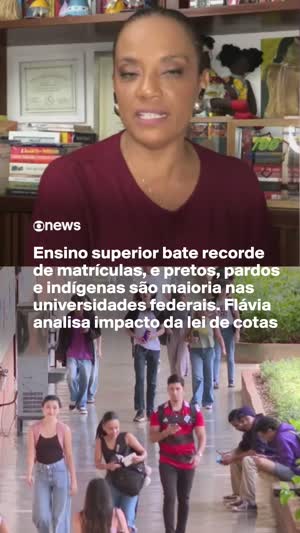 gnews
Ensino superior bate recorde
de matrículas, e pretos, pardos
e indígenas são maioria nas
universidades federais. Flávia
analisa impacto da lei de cotas